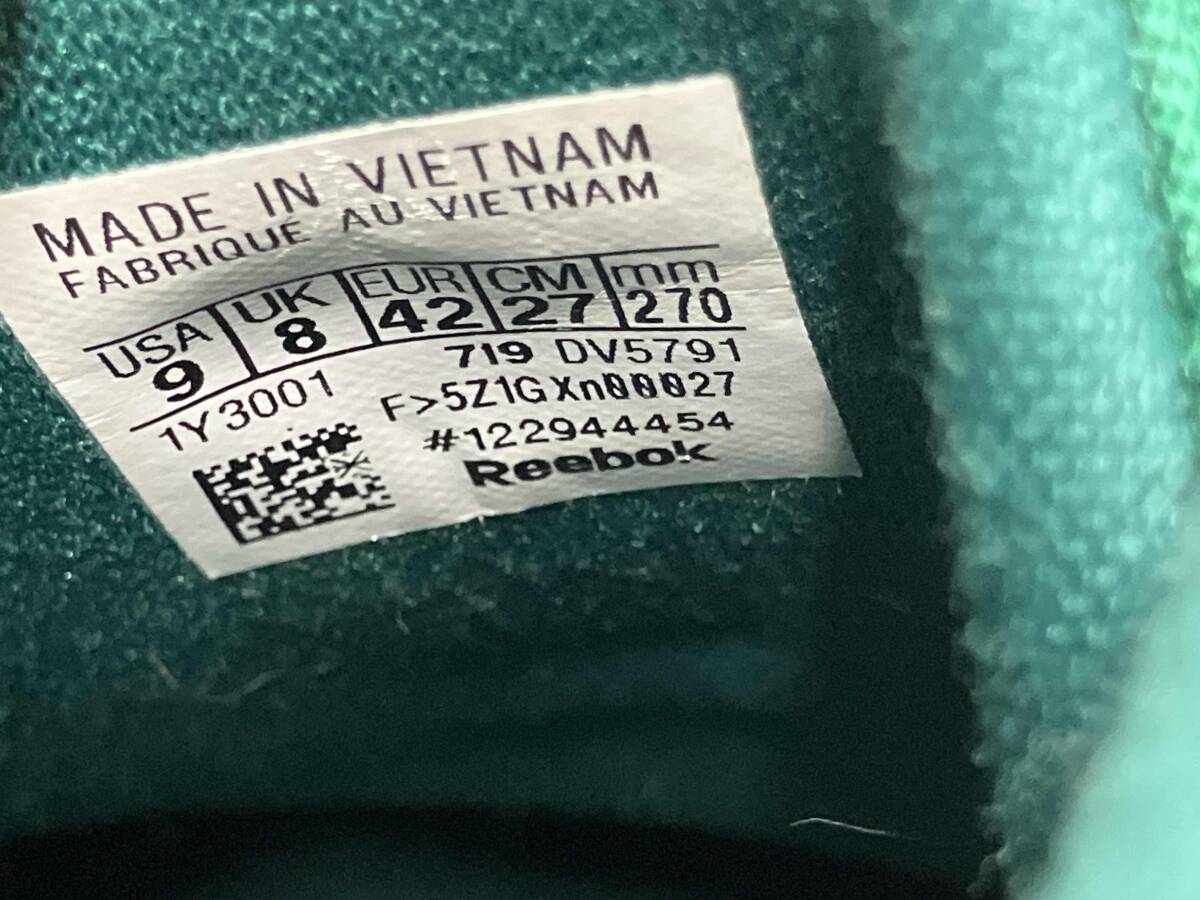 MADE IN VIETNAM
FABRIQUÉ AU VIETNAM
USA UK EUR CM mm
9 8 42 27 270
719 DV5791
1Y3001 F>5Z1GXn00027
#122944454
Reebok